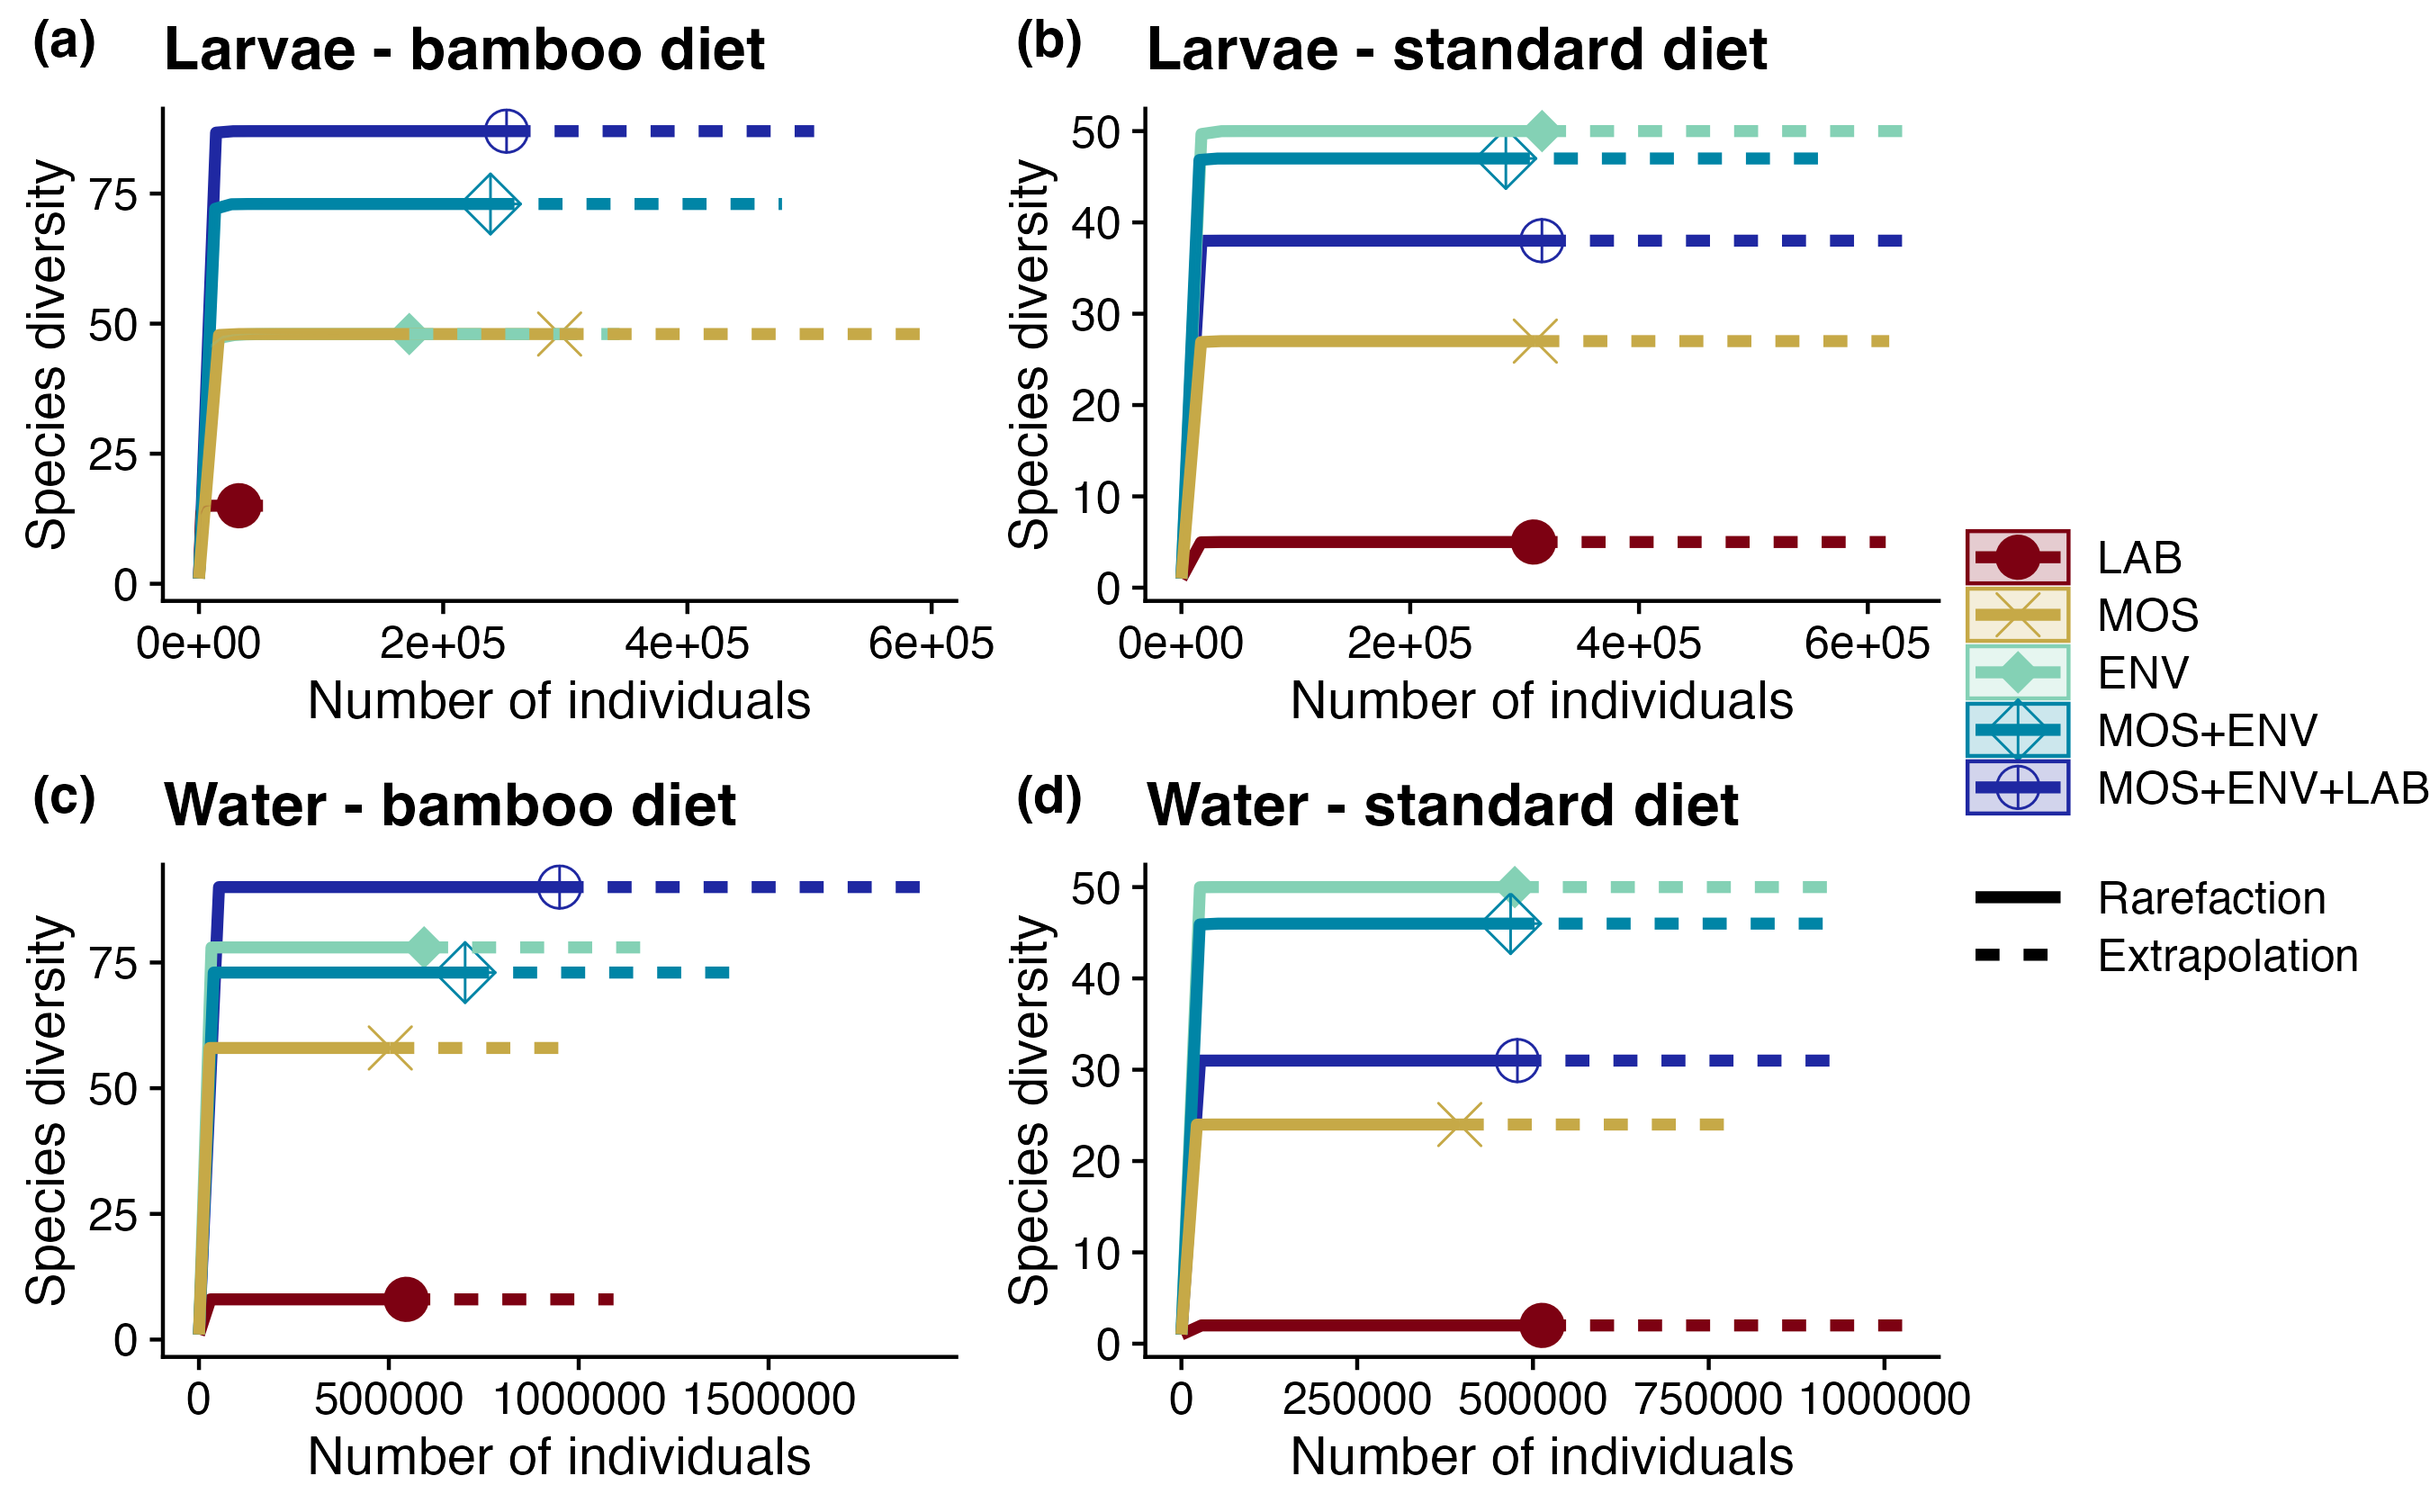 (a) Larvae - bamboo diet
Species diversity
75
50
25
0
0e+00 2e+05 4e+05 6e+05
Number of individuals
(b) Larvae - standard diet
Species diversity
50
40
30
20
10
0
0e+00 2e+05 4e+05 6e+05
Number of individuals
LAB
MOS
ENV
MOS+ENV
MOS+ENV+LAB
Rarefaction
Extrapolation
(c) Water - bamboo diet
Species diversity
75
50
25
0
0 500000 1000000 1500000
Number of individuals
(d) Water - standard diet
Species diversity
50
40
30
20
10
0
0 250000 500000 750000 1000000
Number of individuals